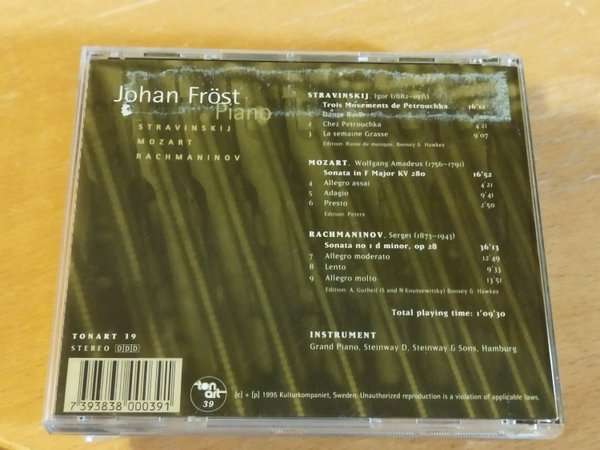 Johan Fröst
Piano
STRAVINSKIJ
MOZART
RACHMANINOV
STRAVINSKIJ, Igor (1882–1971)
Trois Movements de Petrouchka 16'12
Danse Russe
2 Chez Petrouchka 4'21
3 La semaine Grasse 9'07
Edition: Russe de musique, Boosey & Hawkes
MOZART, Wolfgang Amadeus (1756–1791)
Sonata in F Major KV 280 16'52
4 Allegro assai 4'21
5 Adagio 9'41
6 Presto 2'50
Edition: Peters
RACHMANINOV, Sergei (1873–1943)
Sonata no 1 d minor, op 28 36'13
7 Allegro moderato 12'49
8 Lento 9'33
9 Allegro molto 13'51
Edition: A. Gutheil (S and N Koussewitsky) Boosey & Hawkes
Total playing time: 1'09'30
INSTRUMENT
Grand Piano, Steinway D, Steinway & Sons, Hamburg
TONART 39
STEREO DDD
7 393838 000391
ton art
39
[c] + [p] 1995 Kulturkompaniet, Sweden. Unauthorized reproduction is a violation of applicable laws.